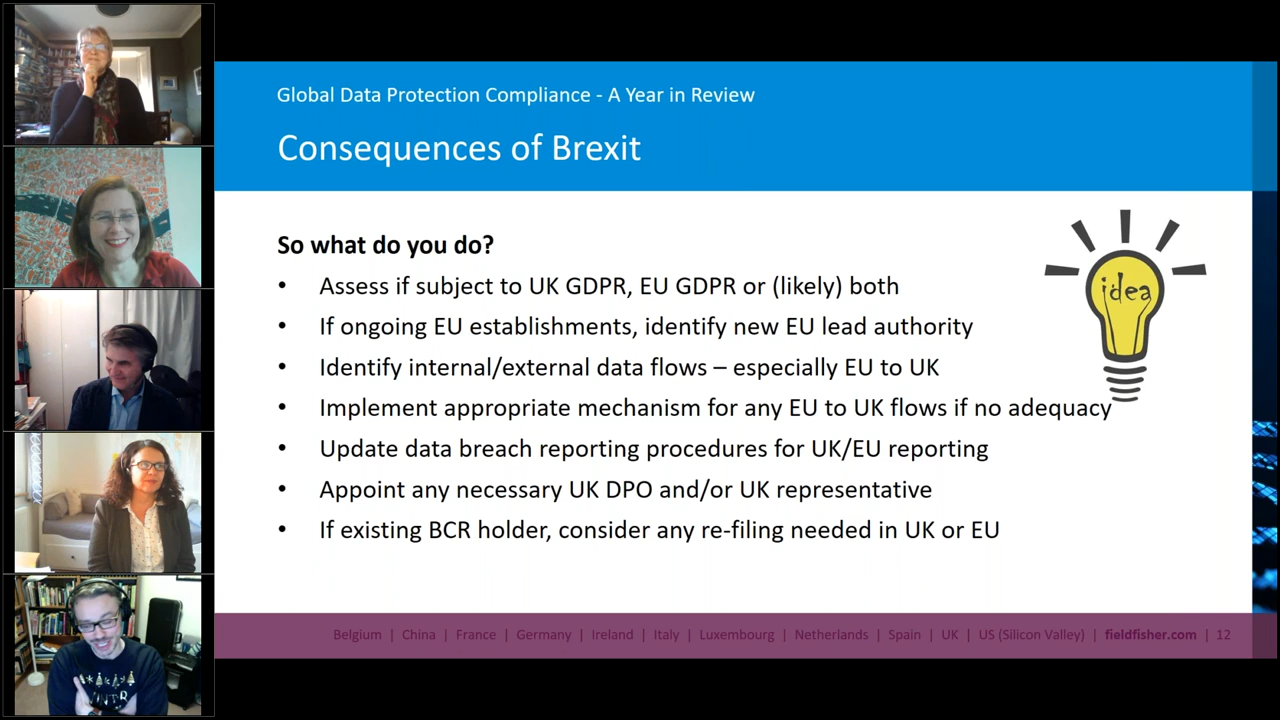 Global Data Protection Compliance - A Year in Review
Consequences of Brexit
So what do you do?
• Assess if subject to UK GDPR, EU GDPR or (likely) both
• If ongoing EU establishments, identify new EU lead authority
• Identify internal/external data flows – especially EU to UK
• Implement appropriate mechanism for any EU to UK flows if no adequacy
• Update data breach reporting procedures for UK/EU reporting
• Appoint any necessary UK DPO and/or UK representative
• If existing BCR holder, consider any re-filing needed in UK or EU
idea
Belgium | China | France | Germany | Ireland | Italy | Luxembourg | Netherlands | Spain | UK | US (Silicon Valley) | fieldfisher.com | 12